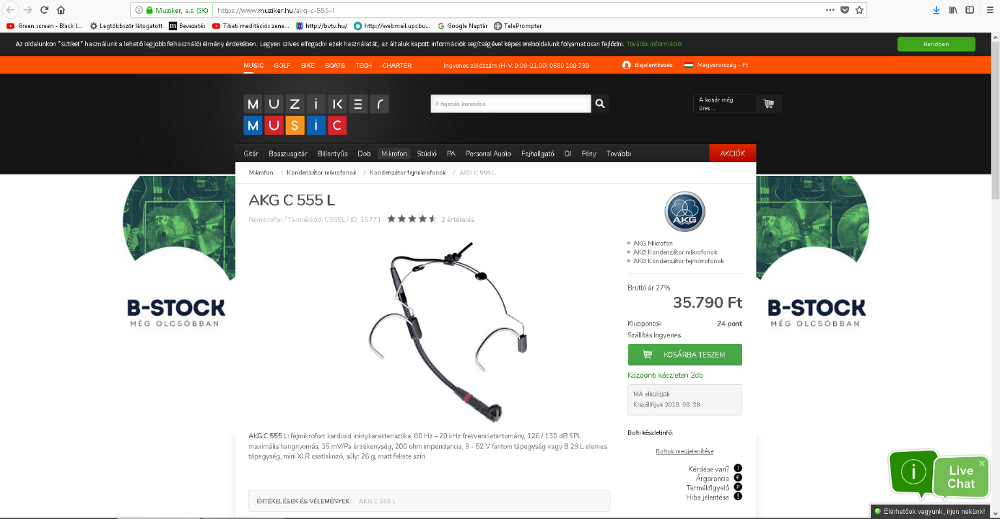 Muziker, a.s. (SK) https://www.muziker.hu/akg-c-555-l
Green screen - Black l... Legtöbbször látogatott Bevezetés Tibeti meditációs zene... http://bvtv.hu/ http://webmail.upcbu... Google Naptár TelePrompter
Az oldalunkon "sütiket" használunk a lehető legjobb felhasználói élmény érdekében. Legyen szíves elfogadni ezek használatát, az általuk kapott információk segítségével képes weboldalunk folyamatosan fejlődni. További információ Rendben
MUSIC GOLF BIKE BOATS TECH CHARTER Ingyenes zöldszám (H-V: 9:00-21:00) 0680 109 739 Bejelentkezés Magyarország - Ft
MUZIKER
MUSIC
Kifejezés keresése
A kosár még
üres...
Gitár Basszusgitár Billentyűs Dob Mikrofon Stúdió PA Personal Audio Fejhallgató DJ Fény További AKCIÓK
Mikrofon / Kondenzátor mikrofonok / Kondenzátor fejmikrofonok / AKG C 555 L
AKG C 555 L
Fejmikrofon / Termékkód: C555L / ID: 15771 2 értékelés
AKG
AKG Mikrofon
AKG Kondenzátor mikrofonok
AKG Kondenzátor fejmikrofonok
Bruttó ár 27%
35.790 Ft
Klubpontok 24 pont
Szállítás Ingyenes
KOSÁRBA TESZEM
Központi készleten 2db
MA elküldjük
Kiszállítjuk 2018. 08. 29.
Bolti készletinfó:
Boltok megjelenítése
Kérdése van? ?
Árgarancia €
Termékfigyelő P
Hiba jelentése !
B-STOCK
MÉG OLCSÓBBAN
B-STOCK
MÉG OLCSÓBBAN
AKG C 555 L: fejmikrofon: kardioid iránykarakterisztika, 80 Hz – 20 kHz frekvenciatartomány, 126 / 130 dB SPL
maximális hangnyomás, 35 mV/Pa érzékenység, 200 ohm impendancia, 9 - 52 V fantom tápegység vagy B 29 L elemes
tápegység, mini XLR csatlakozó, súly: 26 g, matt fekete szín
ÉRTÉKELÉSEK ÉS VÉLEMÉNYEK: AKG C 555 L
i Live
Chat
Elérhetőek vagyunk, írjon nekünk!